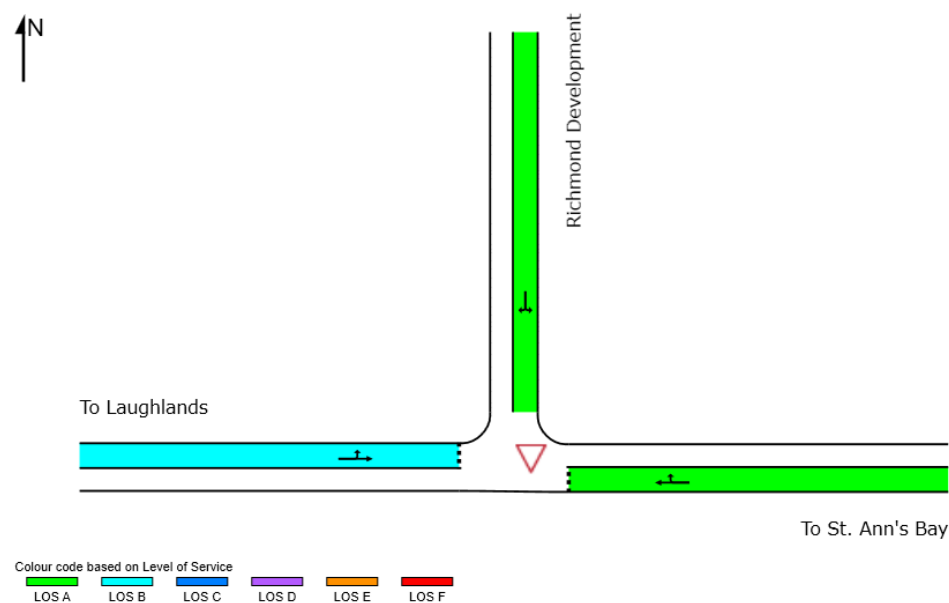 N
Richmond Development
To Laughlands
To St. Ann's Bay
Colour code based on Level of Service
LOS A LOS B LOS C LOS D LOS E LOS F